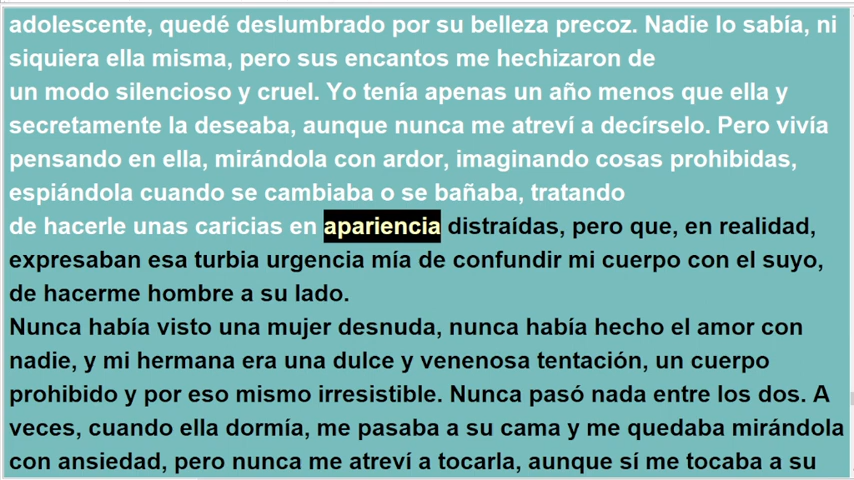 adolescente, quedé deslumbrado por su belleza precoz. Nadie lo sabía, ni
siquiera ella misma, pero sus encantos me hechizaron de
un modo silencioso y cruel. Yo tenía apenas un año menos que ella y
secretamente la deseaba, aunque nunca me atreví a decírselo. Pero vivía
pensando en ella, mirándola con ardor, imaginando cosas prohibidas,
espiándola cuando se cambiaba o se bañaba, tratando
de hacerle unas caricias en apariencia distraídas, pero que, en realidad,
expresaban esa turbia urgencia mía de confundir mi cuerpo con el suyo,
de hacerme hombre a su lado.
Nunca había visto una mujer desnuda, nunca había hecho el amor con
nadie, y mi hermana era una dulce y venenosa tentación, un cuerpo
prohibido y por eso mismo irresistible. Nunca pasó nada entre los dos. A
veces, cuando ella dormía, me pasaba a su cama y me quedaba mirándola
con ansiedad, pero nunca me atreví a tocarla, aunque sí me tocaba a su